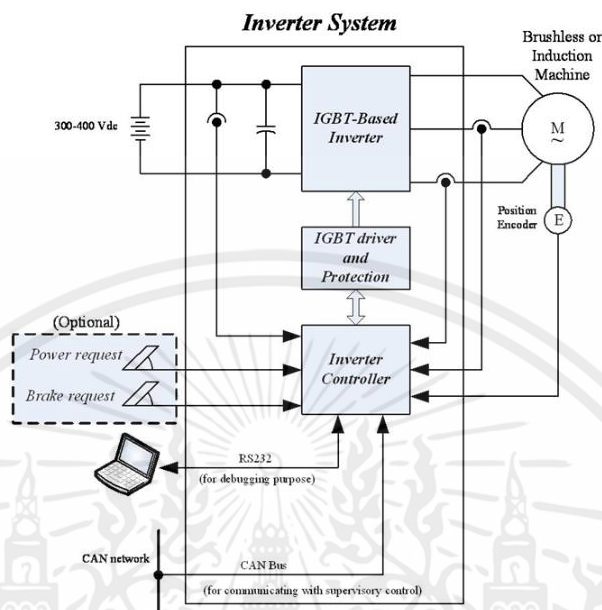 Inverter System
Brushless or
Induction
Machine
300-400 Vdc
IGBT-Based
Inverter
M
~
Position
Encoder
E
IGBT driver
and
Protection
(Optional)
Power request
Brake request
Inverter
Controller
RS232
(for debugging purpose)
CAN network
CAN Bus
(for communicating with supervisory control)